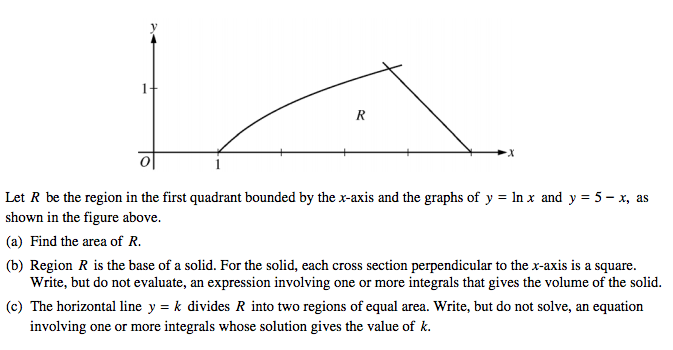 y
1
R
O
1
x
Let R be the region in the first quadrant bounded by the x-axis and the graphs of y = ln x and y = 5 − x, as
shown in the figure above.
(a) Find the area of R.
(b) Region R is the base of a solid. For the solid, each cross section perpendicular to the x-axis is a square.
Write, but do not evaluate, an expression involving one or more integrals that gives the volume of the solid.
(c) The horizontal line y = k divides R into two regions of equal area. Write, but do not solve, an equation
involving one or more integrals whose solution gives the value of k.